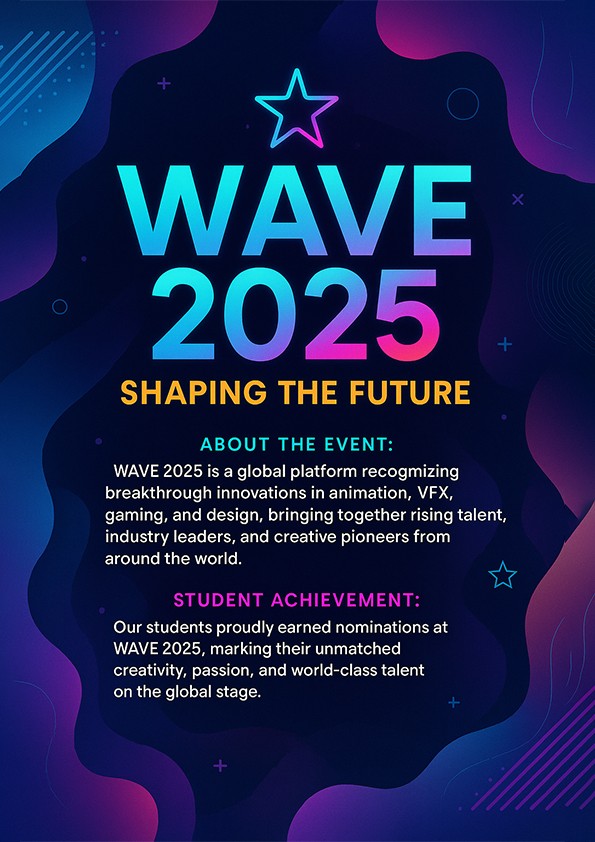 WAVE
2025
SHAPING THE FUTURE
ABOUT THE EVENT:
WAVE 2025 is a global platform recogmizing
breakthrough innovations in animation, VFX,
gaming, and design, bringing together rising talent,
industry leaders, and creative pioneers from
around the world.
STUDENT ACHIEVEMENT:
Our students proudly earned nominations at
WAVE 2025, marking their unmatched
creativity, passion, and world-class talent
on the global stage.